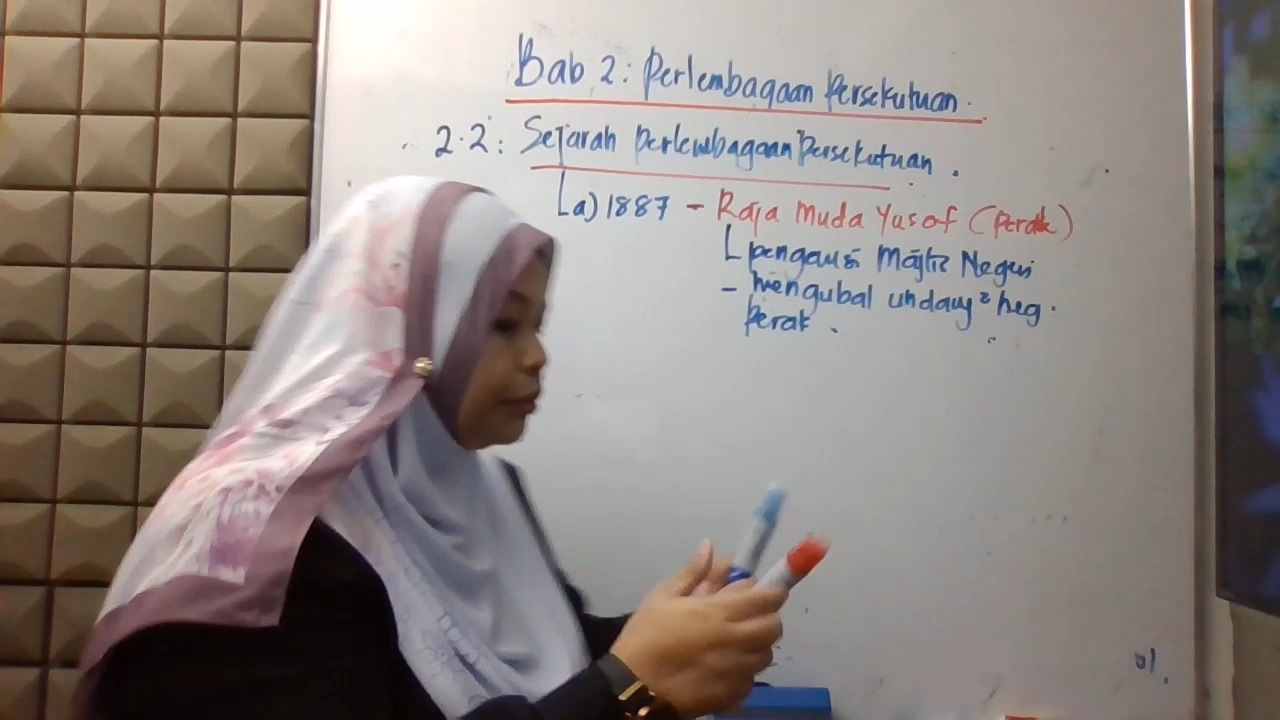 Bab 2: Perlembagaan Persekutuan.
2.2: Sejarah Perlembagaan Persekutuan.
a) 1887 - Raja Muda Yusof (Perak)
pengerusi Majlis Negeri
- mengubal undang² neg.
Perak.